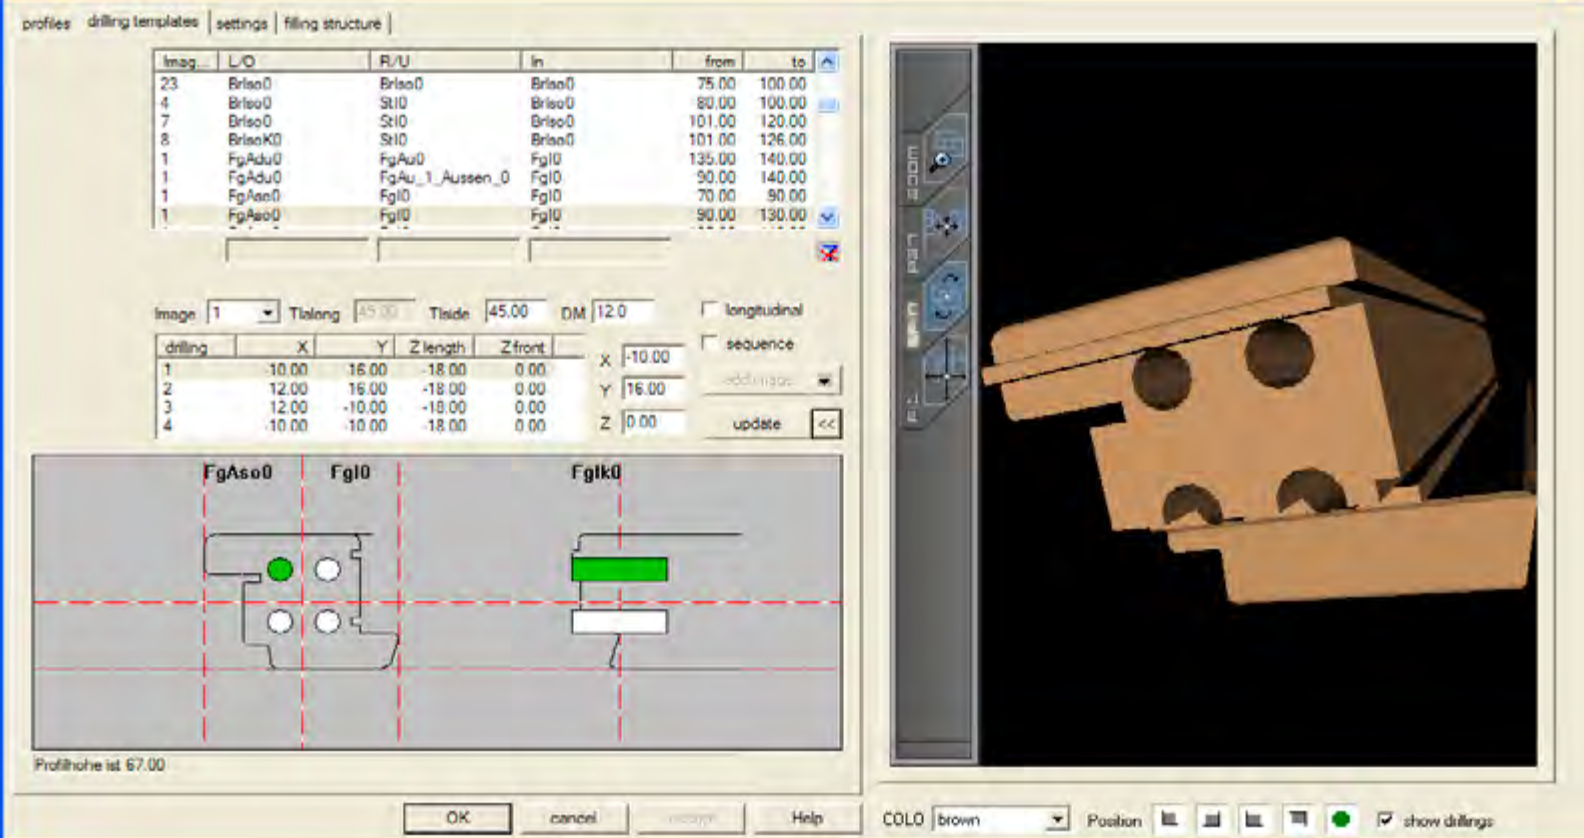 profiles drilling templates settings filling structure
Imag... L/O R/U In from to
23 BrIso0 BrIso0 BrIso0 75.00 100.00
4 BrIso0 StI0 BrIso0 80.00 100.00
7 BrIso0 StI0 BrIso0 101.00 120.00
8 BrIsoK0 StI0 BrIso0 101.00 126.00
1 FgAdu0 FgAu0 FgI0 135.00 140.00
1 FgAdu0 FgAu_1_Aussen_0 FgI0 90.00 140.00
1 FgAso0 FgI0 FgI0 70.00 90.00
1 FgAso0 FgI0 FgI0 90.00 130.00
Image 1 Tlalong 45.00 Tlside 45.00 DM 12.0 longitudinal
sequence
drilling X Y Z length Z front
1 -10.00 16.00 -18.00 0.00
2 12.00 16.00 -18.00 0.00
3 12.00 -10.00 -18.00 0.00
4 -10.00 -10.00 -18.00 0.00
X -10.00
Y 16.00 add image
Z 0.00 update <<
FgAso0 FgI0 FgIk0
Profilhohe ist 67.00
OK cancel Help
ZOOM
PAN
COLO brown Position show drillings